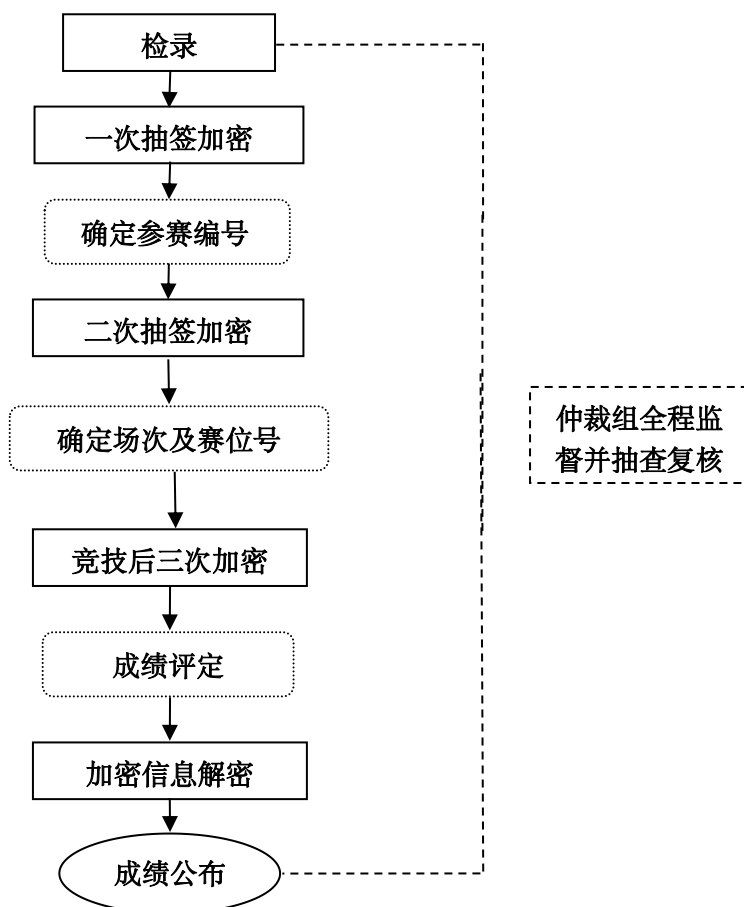 检录
一次抽签加密
确定参赛编号
二次抽签加密
确定场次及赛位号
仲裁组全程监
督并抽查复核
竞技后三次加密
成绩评定
加密信息解密
成绩公布